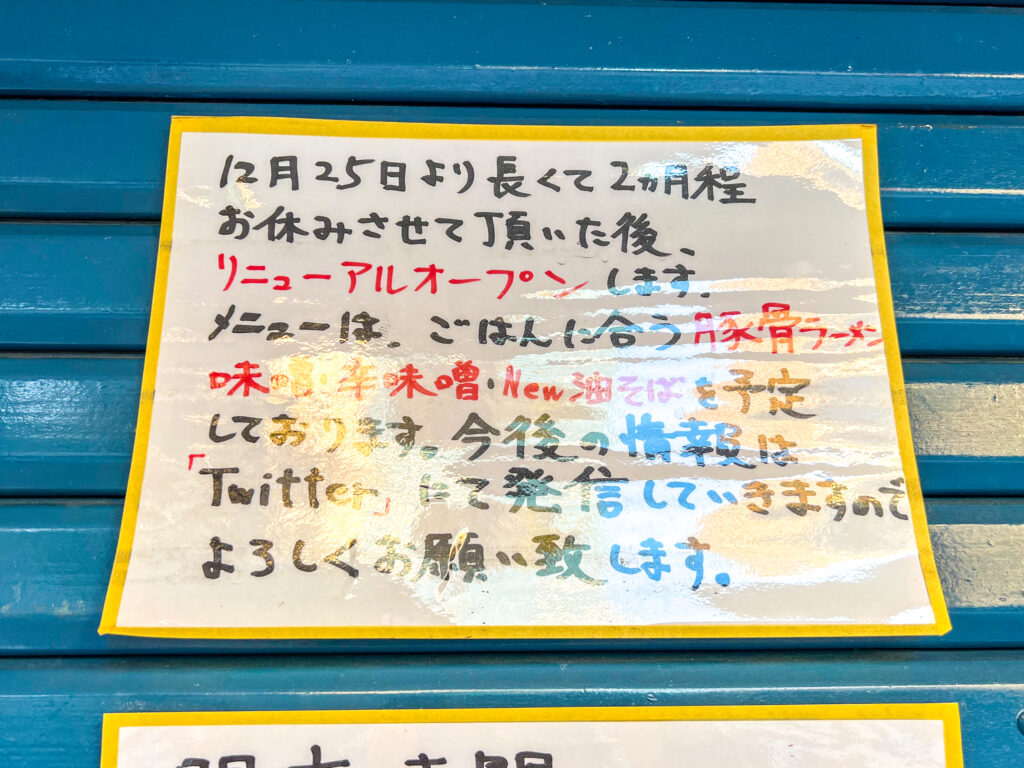 12月25日より長くて2ヵ月程
お休みさせて頂いた後、
リニューアルオープンします。
メニューは、ごはんに合う豚骨ラーメン
味噌・辛味噌・New油そばを予定
しております。今後の情報は
「Twitter」にて発信していきますので
よろしくお願い致します。